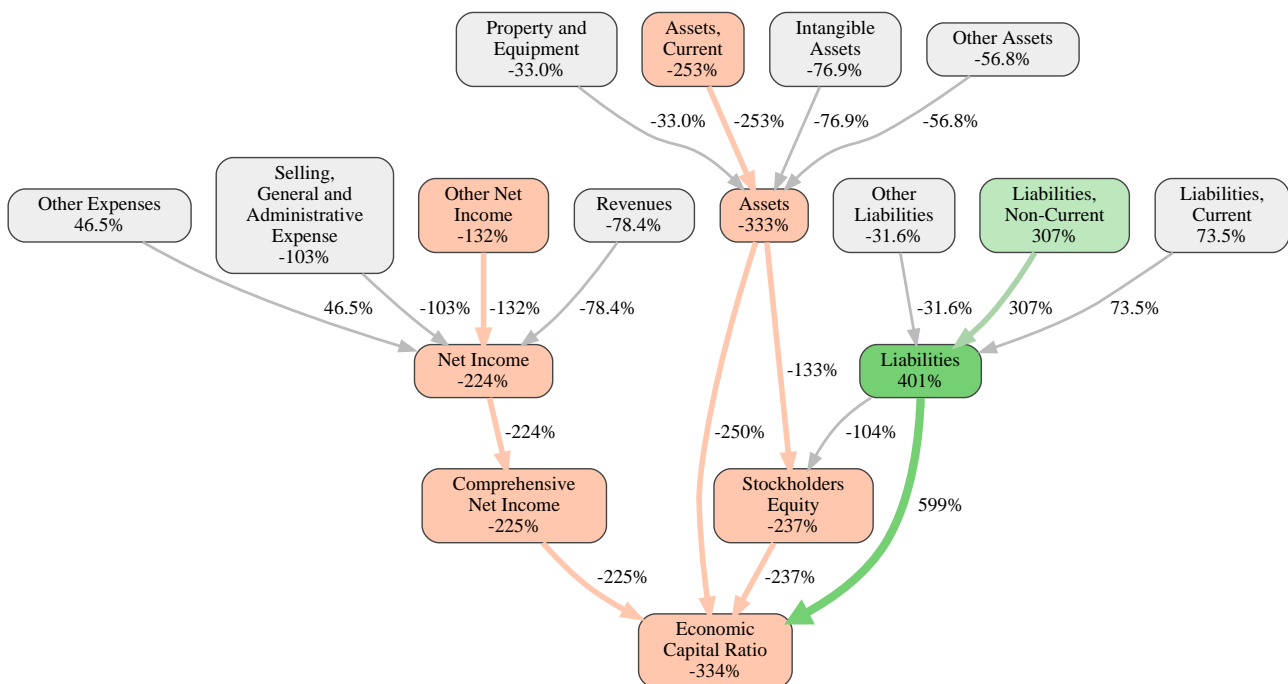 Property and
Equipment
-33.0%
Assets,
Current
-253%
Intangible
Assets
-76.9%
Other Assets
-56.8%
-33.0%
-253%
-76.9%
-56.8%
Other Expenses
46.5%
Selling,
General and
Administrative
Expense
-103%
Other Net
Income
-132%
Revenues
-78.4%
Assets
-333%
Other
Liabilities
-31.6%
Liabilities,
Non-Current
307%
Liabilities,
Current
73.5%
46.5%
-103%
-132%
-78.4%
-31.6%
307%
73.5%
Net Income
-224%
-133%
Liabilities
401%
-224%
-250%
-104%
Comprehensive
Net Income
-225%
Stockholders
Equity
-237%
599%
-225%
-237%
Economic
Capital Ratio
-334%